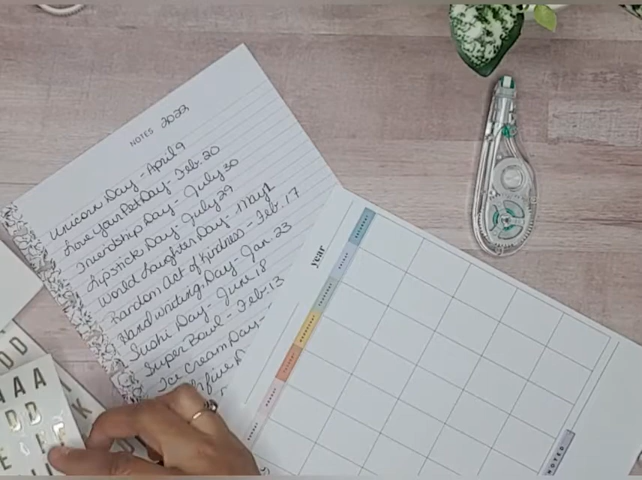 NOTES 2023
Unicorn Day - April 9
Love your Pet Day - Feb. 20
Friendship Day - July 30
Lipstick Day - July 29
World Laughter Day - May 1
Random Act of Kindness - Feb. 17
Handwriting Day - Jan. 23
Sushi Day - June 18
Super Bowl - Feb 13
Ice Cream Day -
year
NOTES
A A A
D D